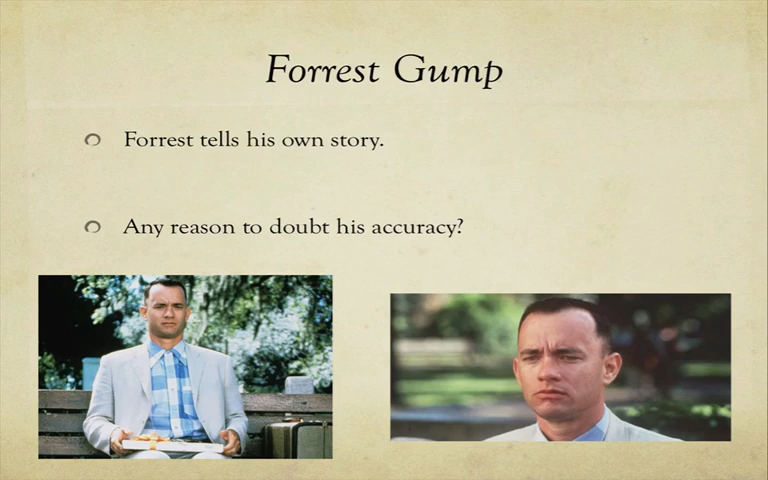 Forrest Gump
Forrest tells his own story.
Any reason to doubt his accuracy?